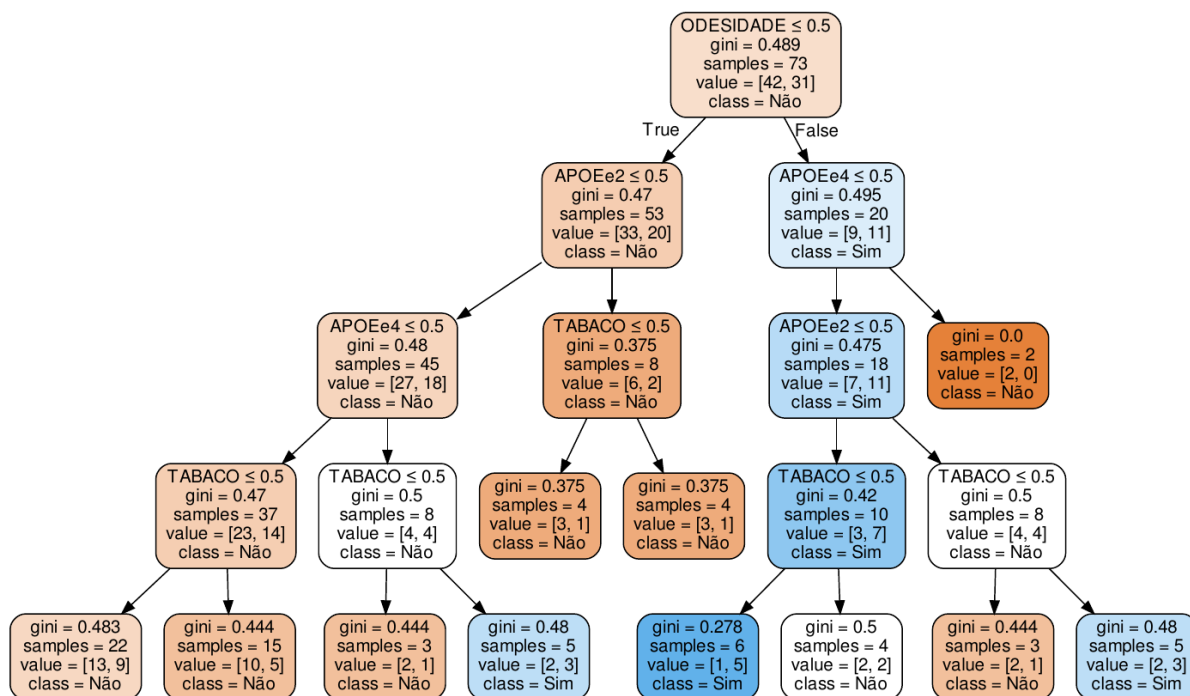 ODESIDADE ≤ 0.5
gini = 0.489
samples = 73
value = [42, 31]
class = Não
True
False
APOEe2 ≤ 0.5
gini = 0.47
samples = 53
value = [33, 20]
class = Não
APOEe4 ≤ 0.5
gini = 0.495
samples = 20
value = [9, 11]
class = Sim
APOEe4 ≤ 0.5
gini = 0.48
samples = 45
value = [27, 18]
class = Não
TABACO ≤ 0.5
gini = 0.375
samples = 8
value = [6, 2]
class = Não
APOEe2 ≤ 0.5
gini = 0.475
samples = 18
value = [7, 11]
class = Sim
gini = 0.0
samples = 2
value = [2, 0]
class = Não
TABACO ≤ 0.5
gini = 0.47
samples = 37
value = [23, 14]
class = Não
TABACO ≤ 0.5
gini = 0.5
samples = 8
value = [4, 4]
class = Não
gini = 0.375
samples = 4
value = [3, 1]
class = Não
gini = 0.375
samples = 4
value = [3, 1]
class = Não
TABACO ≤ 0.5
gini = 0.42
samples = 10
value = [3, 7]
class = Sim
TABACO ≤ 0.5
gini = 0.5
samples = 8
value = [4, 4]
class = Não
gini = 0.483
samples = 22
value = [13, 9]
class = Não
gini = 0.444
samples = 15
value = [10, 5]
class = Não
gini = 0.444
samples = 3
value = [2, 1]
class = Não
gini = 0.48
samples = 5
value = [2, 3]
class = Sim
gini = 0.278
samples = 6
value = [1, 5]
class = Sim
gini = 0.5
samples = 4
value = [2, 2]
class = Não
gini = 0.444
samples = 3
value = [2, 1]
class = Não
gini = 0.48
samples = 5
value = [2, 3]
class = Sim